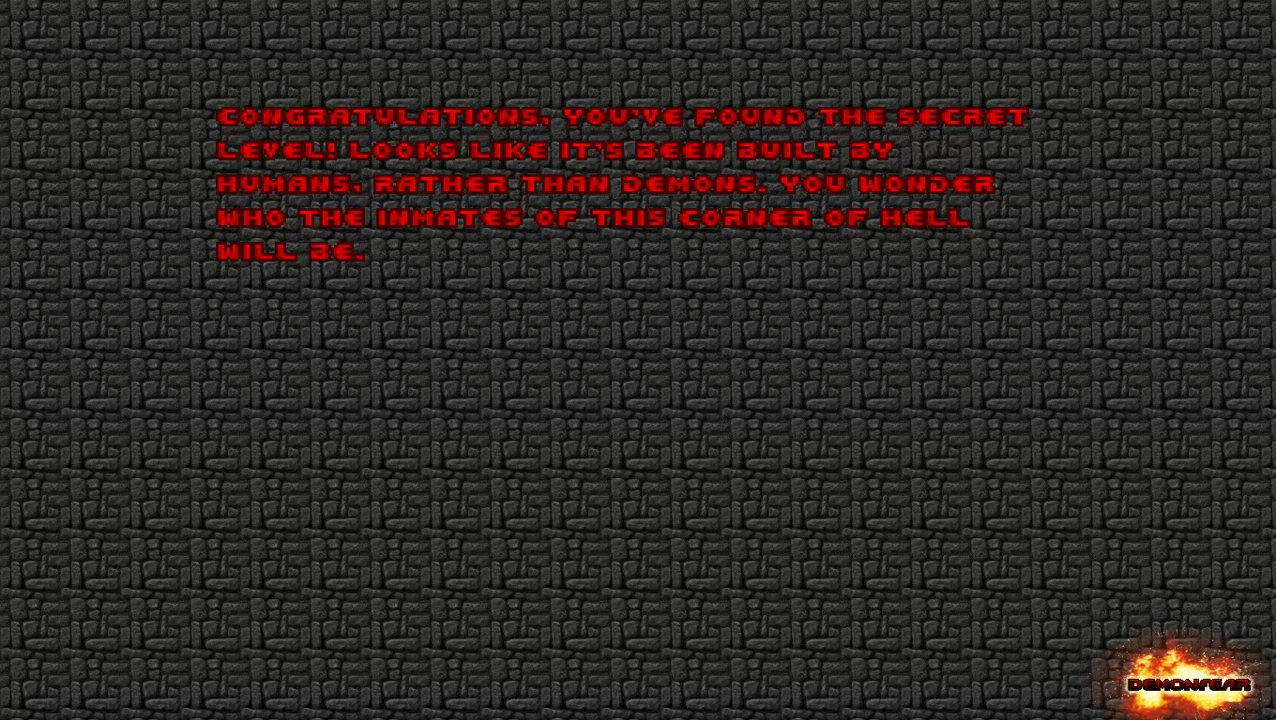 CONGRATULATIONS, YOU'VE FOUND THE SECRET
LEVEL! LOOKS LIKE IT'S BEEN BUILT BY
HUMANS, RATHER THAN DEMONS. YOU WONDER
WHO THE INMATES OF THIS CORNER OF HELL
WILL BE.
DEMONFEAR